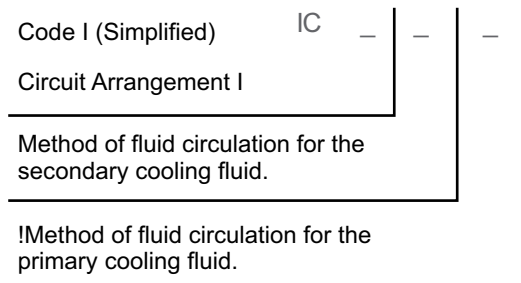 Code I (Simplified) IC _ _ _
Circuit Arrangement I
Method of fluid circulation for the
secondary cooling fluid.
!Method of fluid circulation for the
primary cooling fluid.